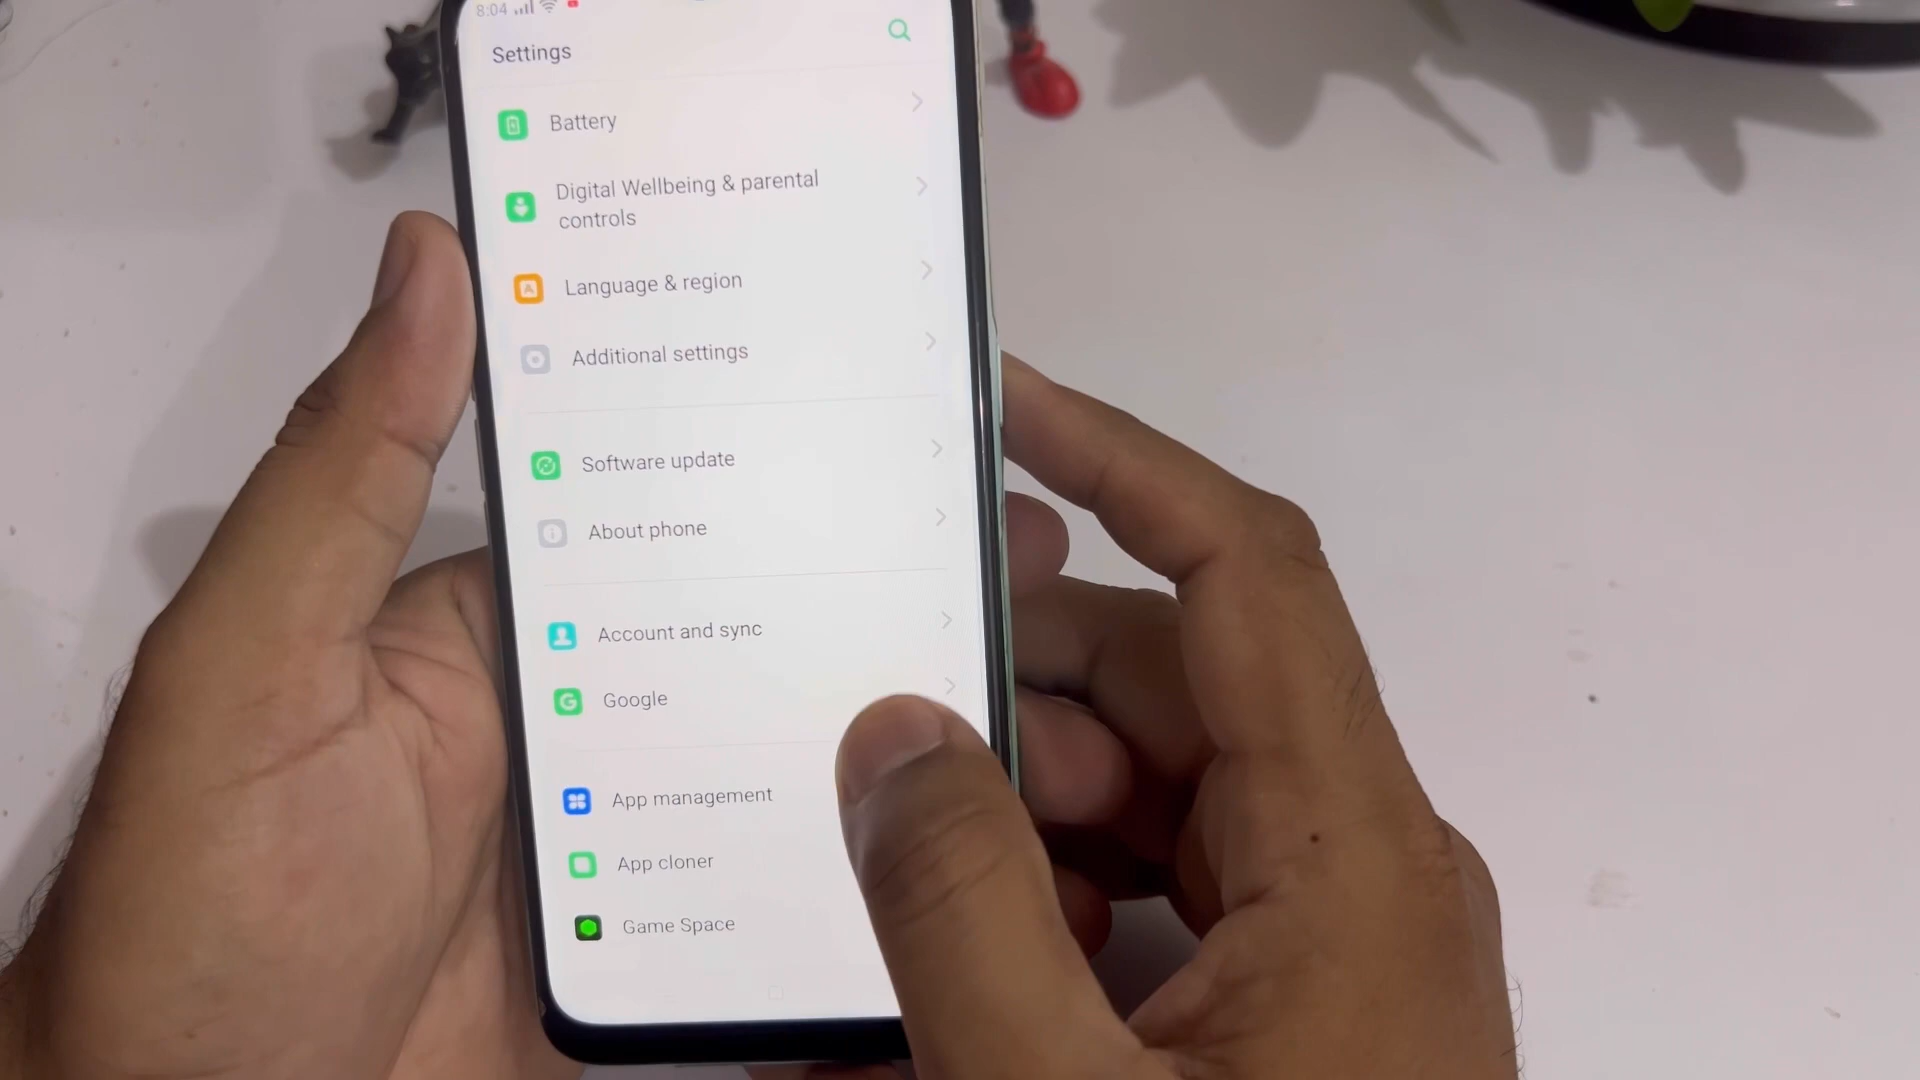 8:04
Settings
Battery
Digital Wellbeing & parental
controls
Language & region
Additional settings
Software update
About phone
Account and sync
Google
App management
App cloner
Game Space